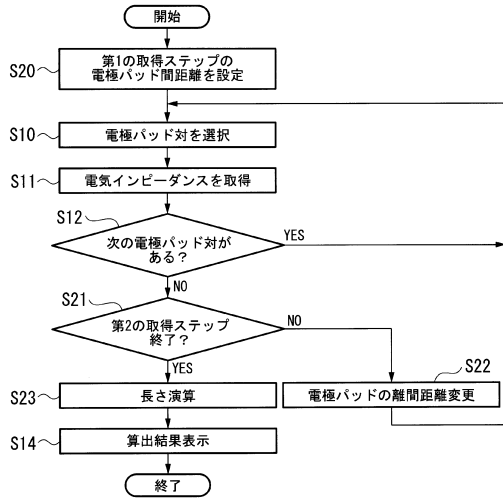 開始
S20
第1の取得ステップの
電極パッド間距離を設定
S10
電極パッド対を選択
S11
電気インピーダンスを取得
S12
次の電極パッド対が
ある?
YES
NO
S21
第2の取得ステップ
終了?
NO
YES
S22
電極パッドの離間距離変更
S23
長さ演算
S14
算出結果表示
終了